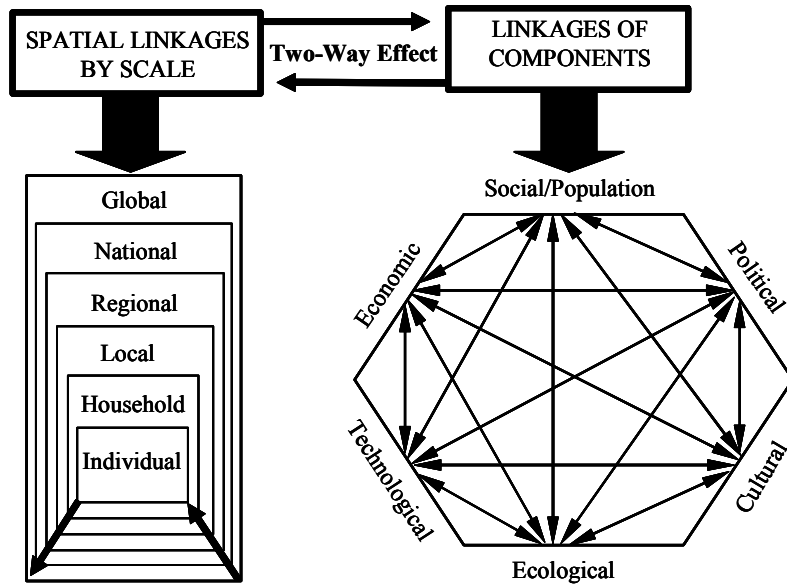 SPATIAL LINKAGES
BY SCALE
Two-Way Effect
LINKAGES OF
COMPONENTS
Global
National
Regional
Local
Household
Individual
Social/Population
Economic
Political
Technological
Cultural
Ecological